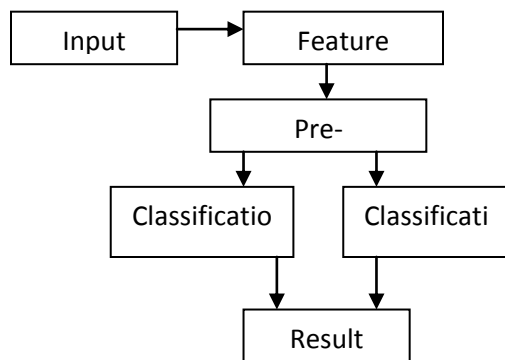 Input
Feature
Pre-
Classificatio
Classificati
Result